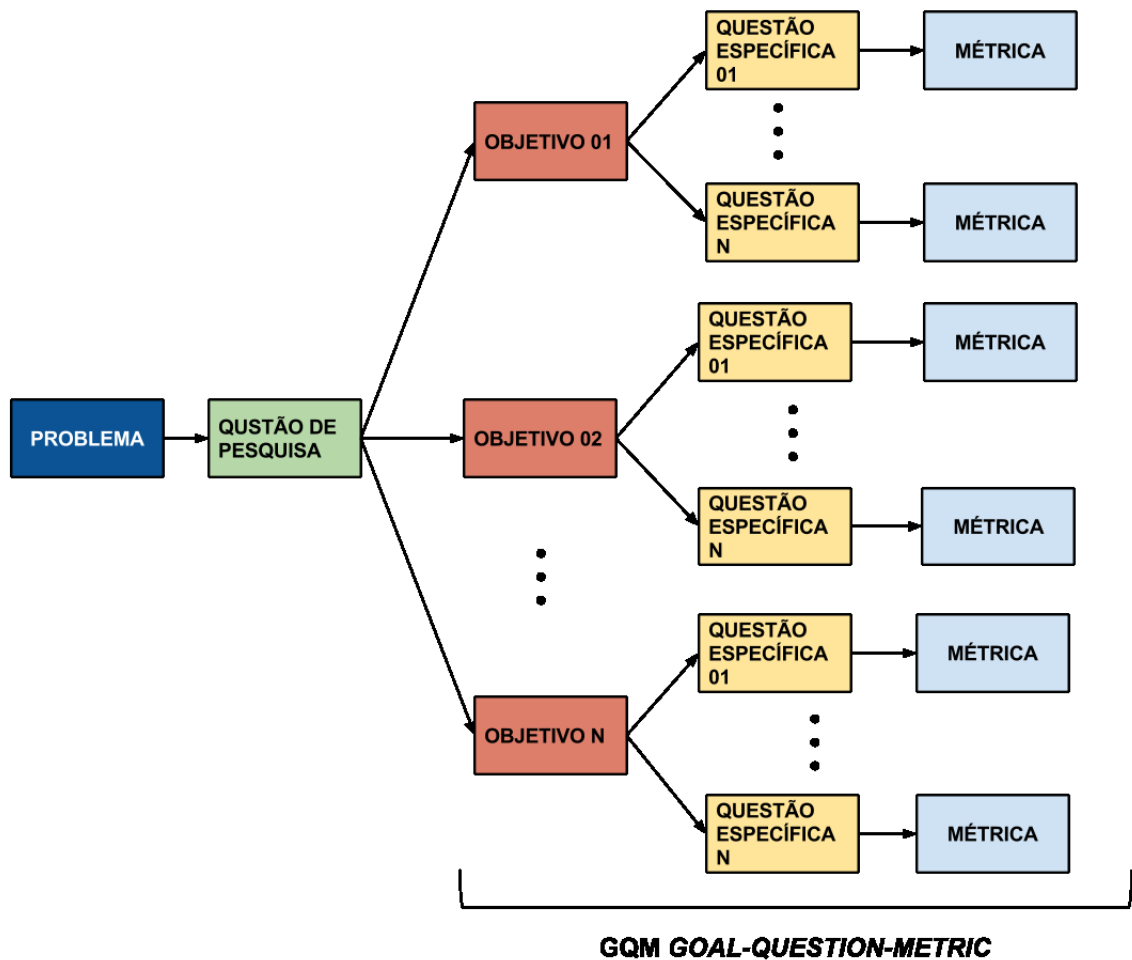 QUESTÃO
ESPECÍFICA
01
MÉTRICA
OBJETIVO 01
QUESTÃO
ESPECÍFICA
N
MÉTRICA
QUESTÃO
ESPECÍFICA
01
MÉTRICA
PROBLEMA
QUSTÃO DE
PESQUISA
OBJETIVO 02
QUESTÃO
ESPECÍFICA
N
MÉTRICA
QUESTÃO
ESPECÍFICA
01
MÉTRICA
OBJETIVO N
QUESTÃO
ESPECÍFICA
N
MÉTRICA
GQM GOAL-QUESTION-METRIC